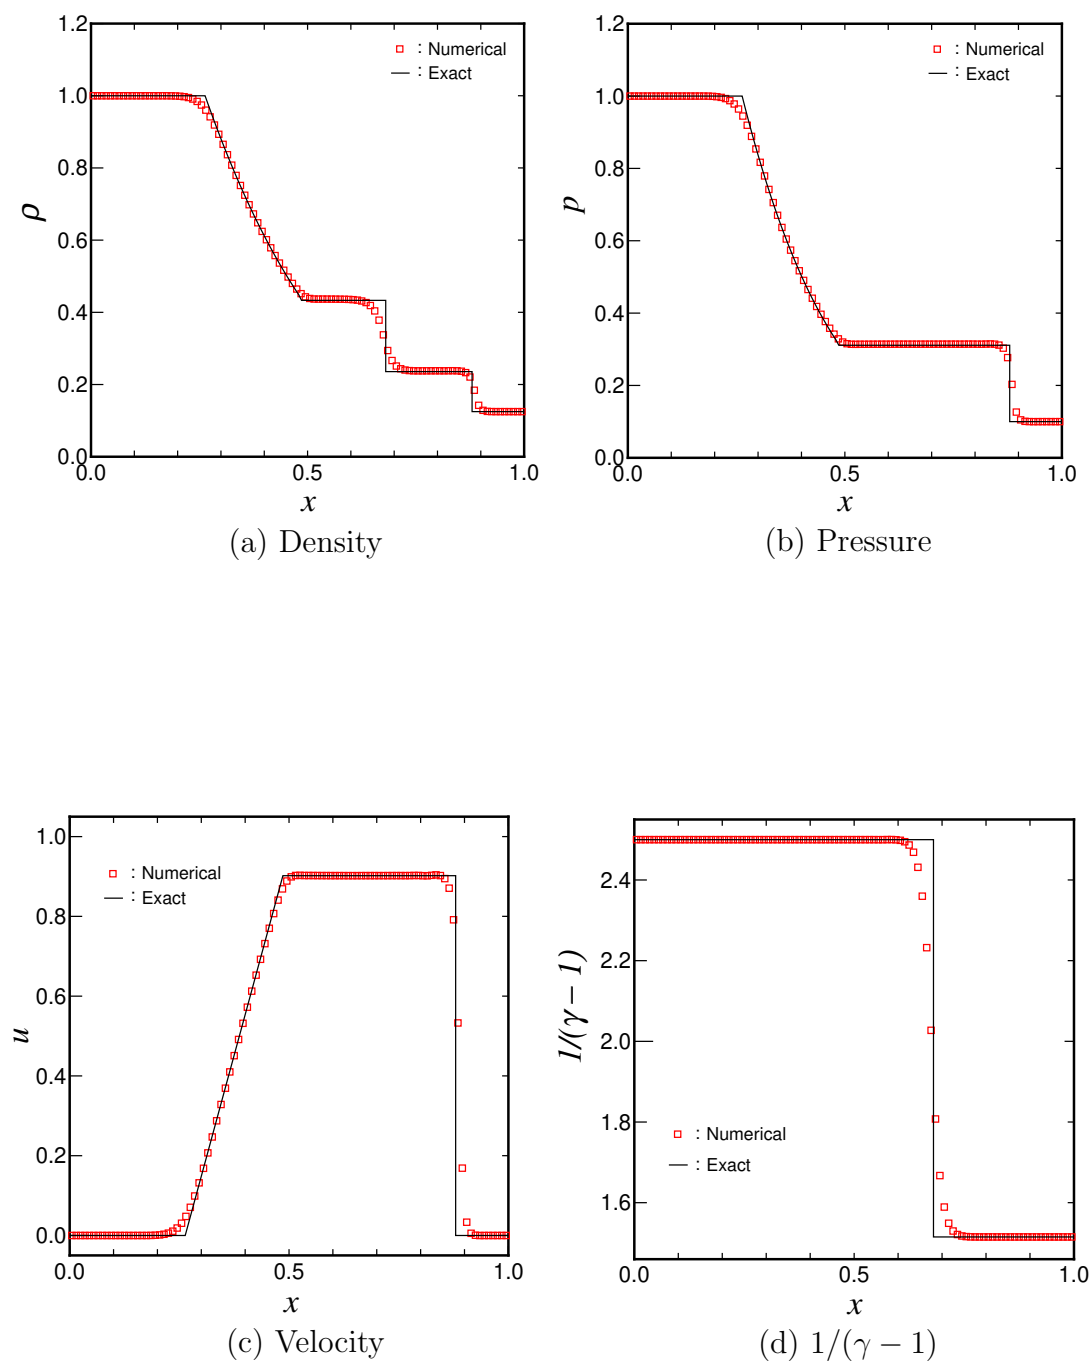 1.2
1.0
0.8
0.6
0.4
0.2
0.0
ρ
: Numerical
: Exact
0.0 0.5 1.0
x
(a) Density
1.2
1.0
0.8
0.6
0.4
0.2
0.0
p
: Numerical
: Exact
0.0 0.5 1.0
x
(b) Pressure
1.0
0.8
0.6
0.4
0.2
0.0
u
: Numerical
: Exact
0.0 0.5 1.0
x
(c) Velocity
2.4
2.2
2.0
1.8
1.6
1/(γ − 1)
: Numerical
: Exact
0.0 0.5 1.0
x
(d) 1/(γ − 1)